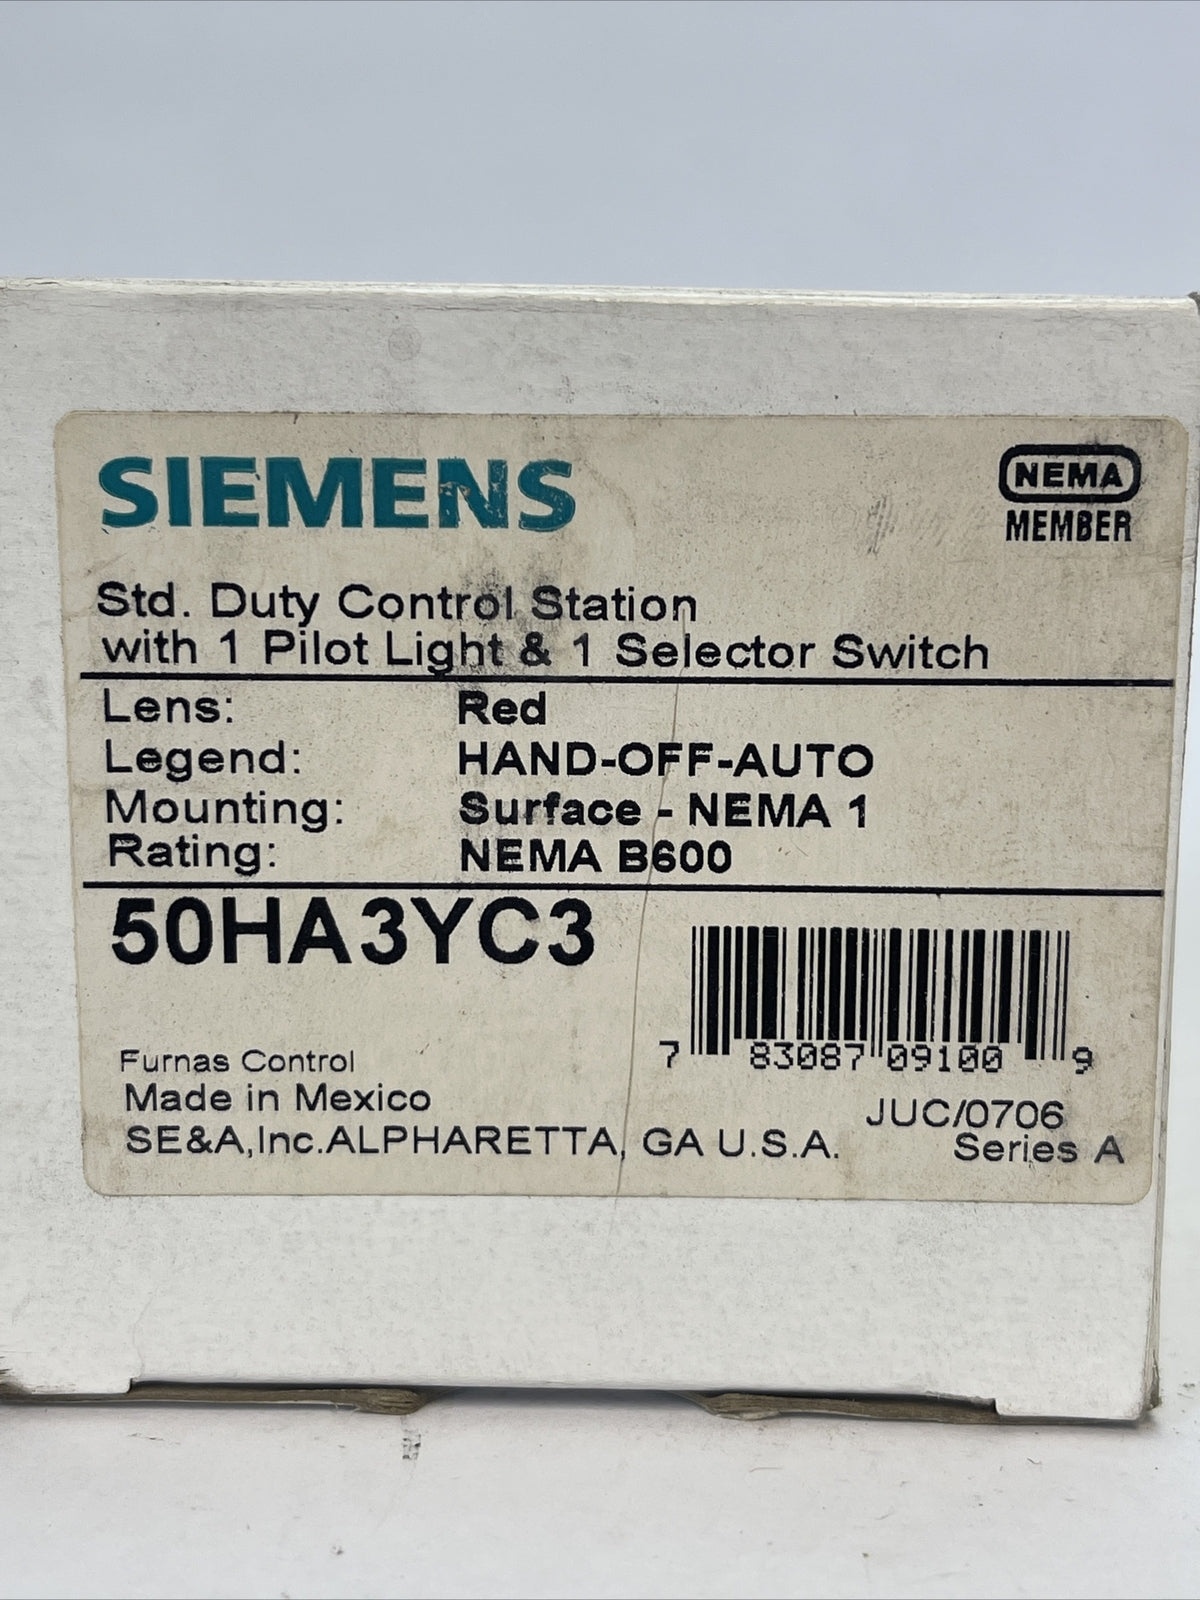 SIEMENS
NEMA
MEMBER
Std. Duty Control Station
with 1 Pilot Light & 1 Selector Switch
Lens: Red
Legend: HAND-OFF-AUTO
Mounting: Surface - NEMA 1
Rating: NEMA B600
50HA3YC3
7 83087 09100 9
Furnas Control
Made in Mexico
JUC/0706
SE&A,Inc.ALPHARETTA, GA U.S.A.
Series A